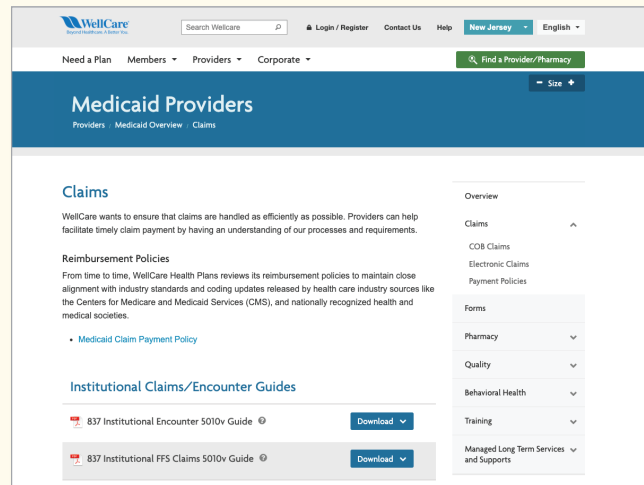 WellCare
Beyond Healthcare. A Better You.
Search Wellcare
Login / Register
Contact Us
Help
New Jersey
English
Need a Plan
Members
Providers
Corporate
Find a Provider/Pharmacy
- Size +
Medicaid Providers
Providers / Medicaid Overview / Claims
Claims
WellCare wants to ensure that claims are handled as efficiently as possible. Providers can help
facilitate timely claim payment by having an understanding of our processes and requirements.
Reimbursement Policies
From time to time, WellCare Health Plans reviews its reimbursement policies to maintain close
alignment with industry standards and coding updates released by health care industry sources like
the Centers for Medicare and Medicaid Services (CMS), and nationally recognized health and
medical societies.
• Medicaid Claim Payment Policy
Institutional Claims/Encounter Guides
837 Institutional Encounter 5010v Guide ?
Download
837 Institutional FFS Claims 5010v Guide ?
Download
Overview
Claims
COB Claims
Electronic Claims
Payment Policies
Forms
Pharmacy
Quality
Behavioral Health
Training
Managed Long Term Services
and Supports